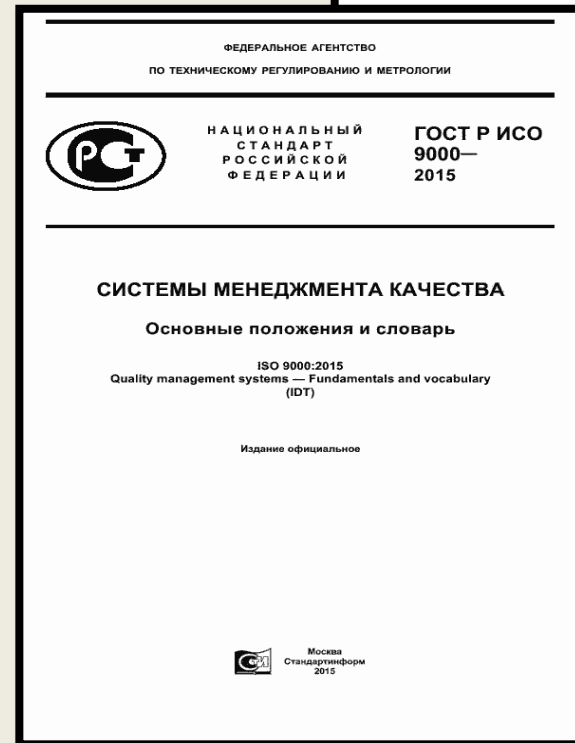 ФЕДЕРАЛЬНОЕ АГЕНТСТВО
ПО ТЕХНИЧЕСКОМУ РЕГУЛИРОВАНИЮ И МЕТРОЛОГИИ
РСТ
НАЦИОНАЛЬНЫЙ
СТАНДАРТ
РОССИЙСКОЙ
ФЕДЕРАЦИИ
ГОСТ Р ИСО
9000—
2015
СИСТЕМЫ МЕНЕДЖМЕНТА КАЧЕСТВА
Основные положения и словарь
ISO 9000:2015
Quality management systems — Fundamentals and vocabulary
(IDT)
Издание официальное
Москва
Стандартинформ
2015